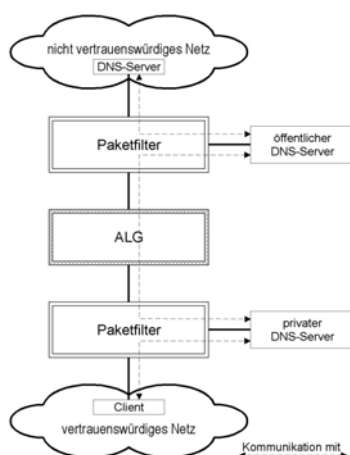 nicht vertrauenswürdiges Netz
DNS-Server
Paketfilter
öffentlicher
DNS-Server
ALG
Paketfilter
privater
DNS-Server
Client
vertrauenswürdiges Netz
Kommunikation mit